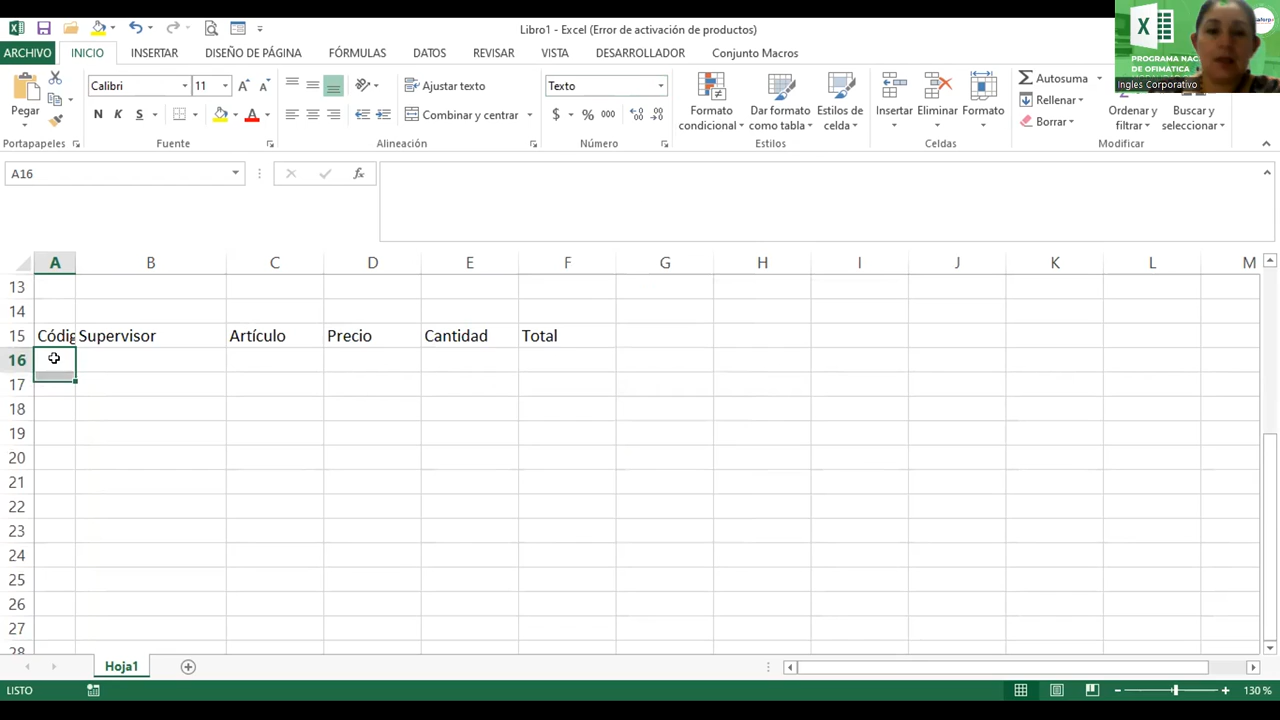 Libro1 - Excel (Error de activación de productos)
ARCHIVO INICIO INSERTAR DISEÑO DE PÁGINA FÓRMULAS DATOS REVISAR VISTA DESARROLLADOR Conjunto Macros
PROGRAMA NAC
DE OFIMÁTICA
Ingles Corporativo
Pegar
Calibri 11
N K S
A A
Ajustar texto
Combinar y centrar
Texto
$ % 000
Formato condicional
Dar formato como tabla
Estilos de celda
Insertar
Eliminar
Formato
Autosuma
Rellenar
Borrar
Ordenar y filtrar
Buscar y seleccionar
Portapapeles Fuente Alineación Número Estilos Celdas Modificar
A16 fx
A B C D E F G H I J K L M
13
14
15 Códig Supervisor Artículo Precio Cantidad Total
16
17
18
19
20
21
22
23
24
25
26
27
28
Hoja1
LISTO 130 %